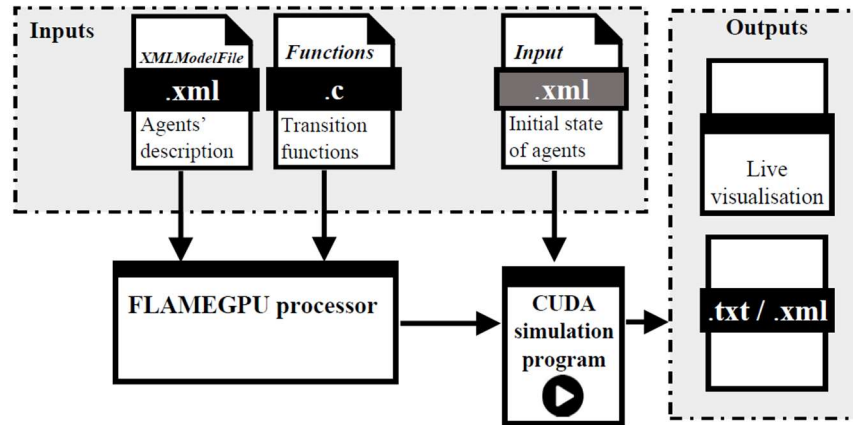 Inputs
XMLModelFile
.xml
Agents'
description
Functions
.c
Transition
functions
Input
.xml
Initial state
of agents
Outputs
Live
visualisation
.txt / .xml
FLAMEGPU processor
CUDA
simulation
program